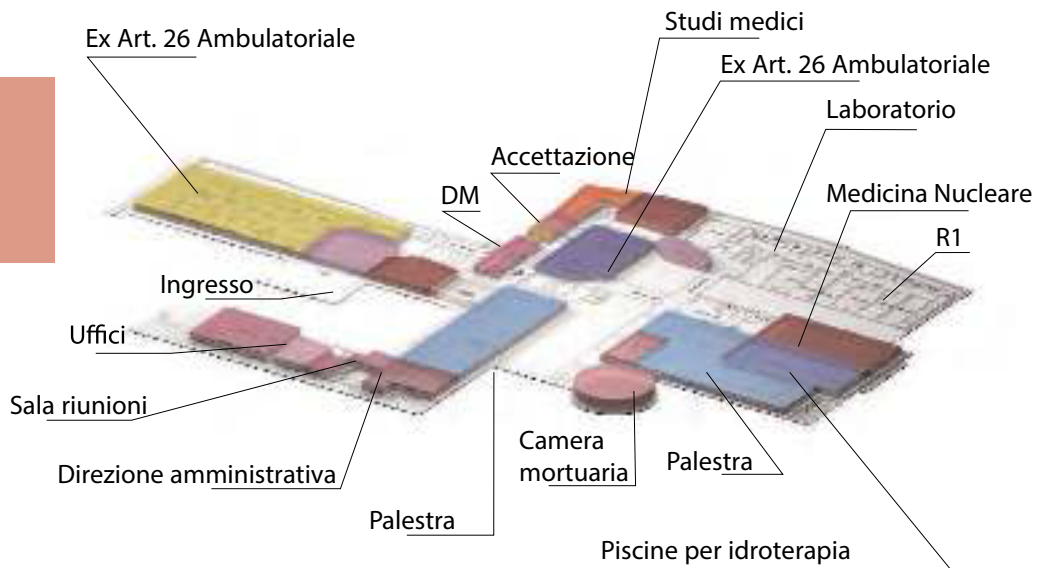 Studi medici
Ex Art. 26 Ambulatoriale
Ex Art. 26 Ambulatoriale
Laboratorio
Accettazione
DM
Medicina Nucleare
R1
Ingresso
Uffici
Sala riunioni
Direzione amministrativa
Palestra
Camera
mortuaria
Palestra
Piscine per idroterapia